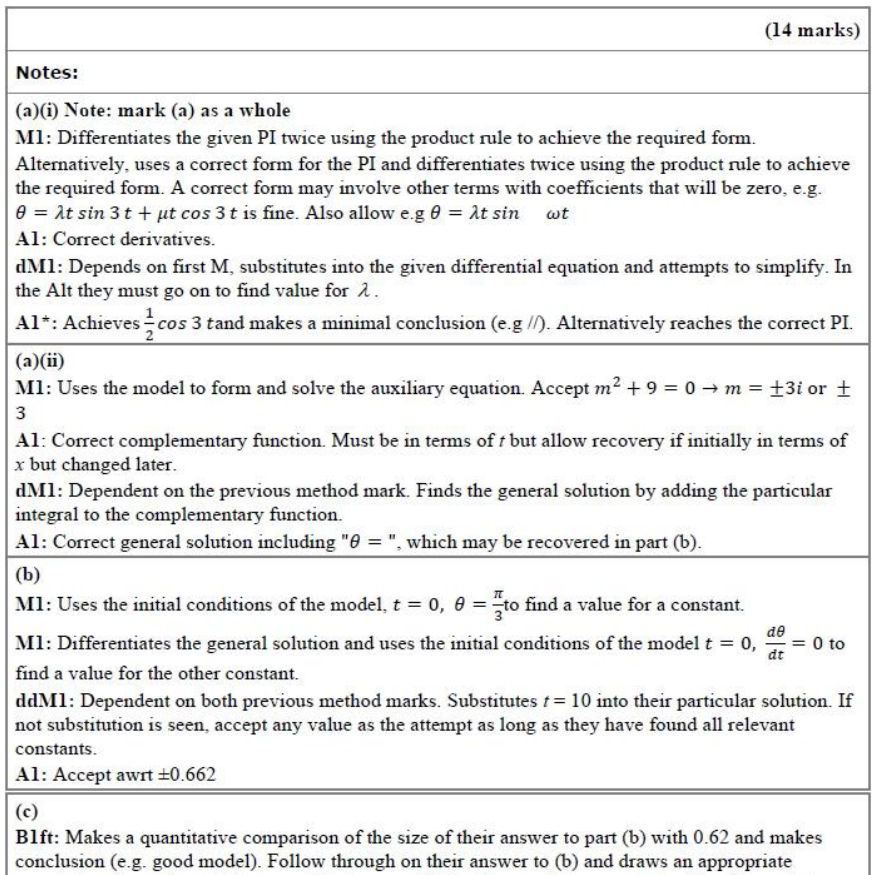 (14 marks)
Notes:
(a)(i) Note: mark (a) as a whole
M1: Differentiates the given PI twice using the product rule to achieve the required form.
Alternatively, uses a correct form for the PI and differentiates twice using the product rule to achieve
the required form. A correct form may involve other terms with coefficients that will be zero, e.g.
θ = λt sin 3 t + μt cos 3 t is fine. Also allow e.g θ = λt sin ωt
A1: Correct derivatives.
dM1: Depends on first M, substitutes into the given differential equation and attempts to simplify. In
the Alt they must go on to find value for λ .
A1*: Achieves 1/2 cos 3 tand makes a minimal conclusion (e.g //). Alternatively reaches the correct PI.
(a)(ii)
M1: Uses the model to form and solve the auxiliary equation. Accept m² + 9 = 0 → m = ±3i or ±
3
A1: Correct complementary function. Must be in terms of t but allow recovery if initially in terms of
x but changed later.
dM1: Dependent on the previous method mark. Finds the general solution by adding the particular
integral to the complementary function.
A1: Correct general solution including "θ = ", which may be recovered in part (b).
(b)
M1: Uses the initial conditions of the model, t = 0, θ = π/3 to find a value for a constant.
M1: Differentiates the general solution and uses the initial conditions of the model t = 0, dθ/dt = 0 to
find a value for the other constant.
ddM1: Dependent on both previous method marks. Substitutes t = 10 into their particular solution. If
not substitution is seen, accept any value as the attempt as long as they have found all relevant
constants.
A1: Accept awrt ±0.662
(c)
B1ft: Makes a quantitative comparison of the size of their answer to part (b) with 0.62 and makes
conclusion (e.g. good model). Follow through on their answer to (b) and draws an appropriate